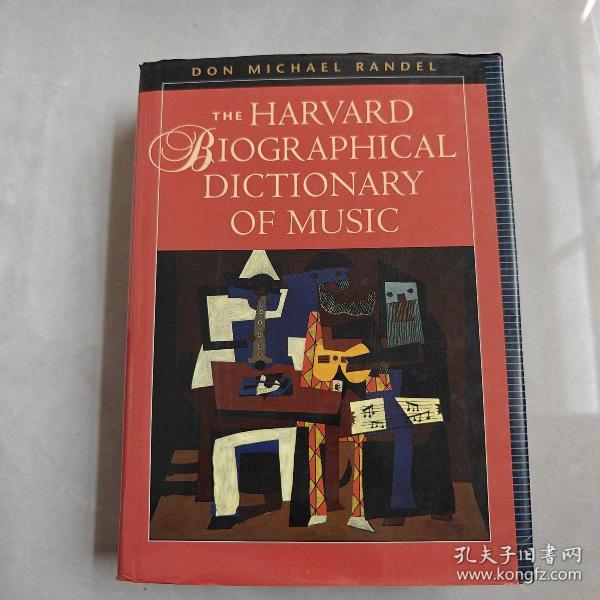 DON MICHAEL RANDEL
THE HARVARD
BIOGRAPHICAL
DICTIONARY
OF MUSIC
孔夫子旧书网
www.kongfz.com